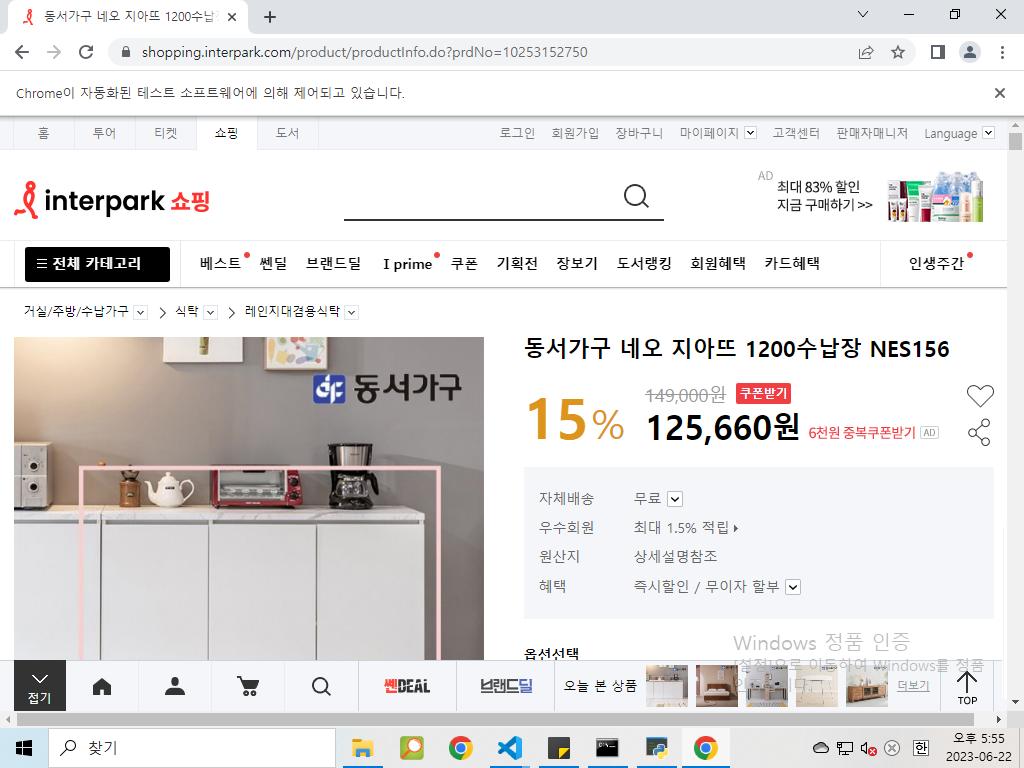 동서가구 네오 지아뜨 1200수납
shopping.interpark.com/product/productInfo.do?prdNo=10253152750
Chrome이 자동화된 테스트 소프트웨어에 의해 제어되고 있습니다.
홈 투어 티켓 쇼핑 도서 로그인 회원가입 장바구니 마이페이지 고객센터 판매자매니저 Language
interpark 쇼핑
AD 최대 83% 할인
지금 구매하기 >>
전체 카테고리 베스트 쎈딜 브랜드딜 I prime 쿠폰 기획전 장보기 도서랭킹 회원혜택 카드혜택 인생주간
거실/주방/수납가구 식탁 레인지대겸용식탁
동서가구
동서가구 네오 지아뜨 1200수납장 NES156
149,000원 쿠폰받기
15% 125,660원 6천원 중복쿠폰받기 AD
자체배송 무료
우수회원 최대 1.5% 적립
원산지 상세설명참조
혜택 즉시할인 / 무이자 할부
옵션선택
Windows 정품 인증
[설정]으로 이동하여 Windows를 정품
접기
쎈DEAL 브랜드딜 오늘 본 상품 더보기 TOP
찾기
오후 5:55
2023-06-22
한